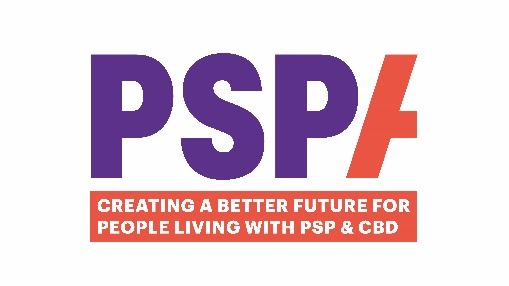 PSPA
CREATING A BETTER FUTURE FOR
PEOPLE LIVING WITH PSP & CBD